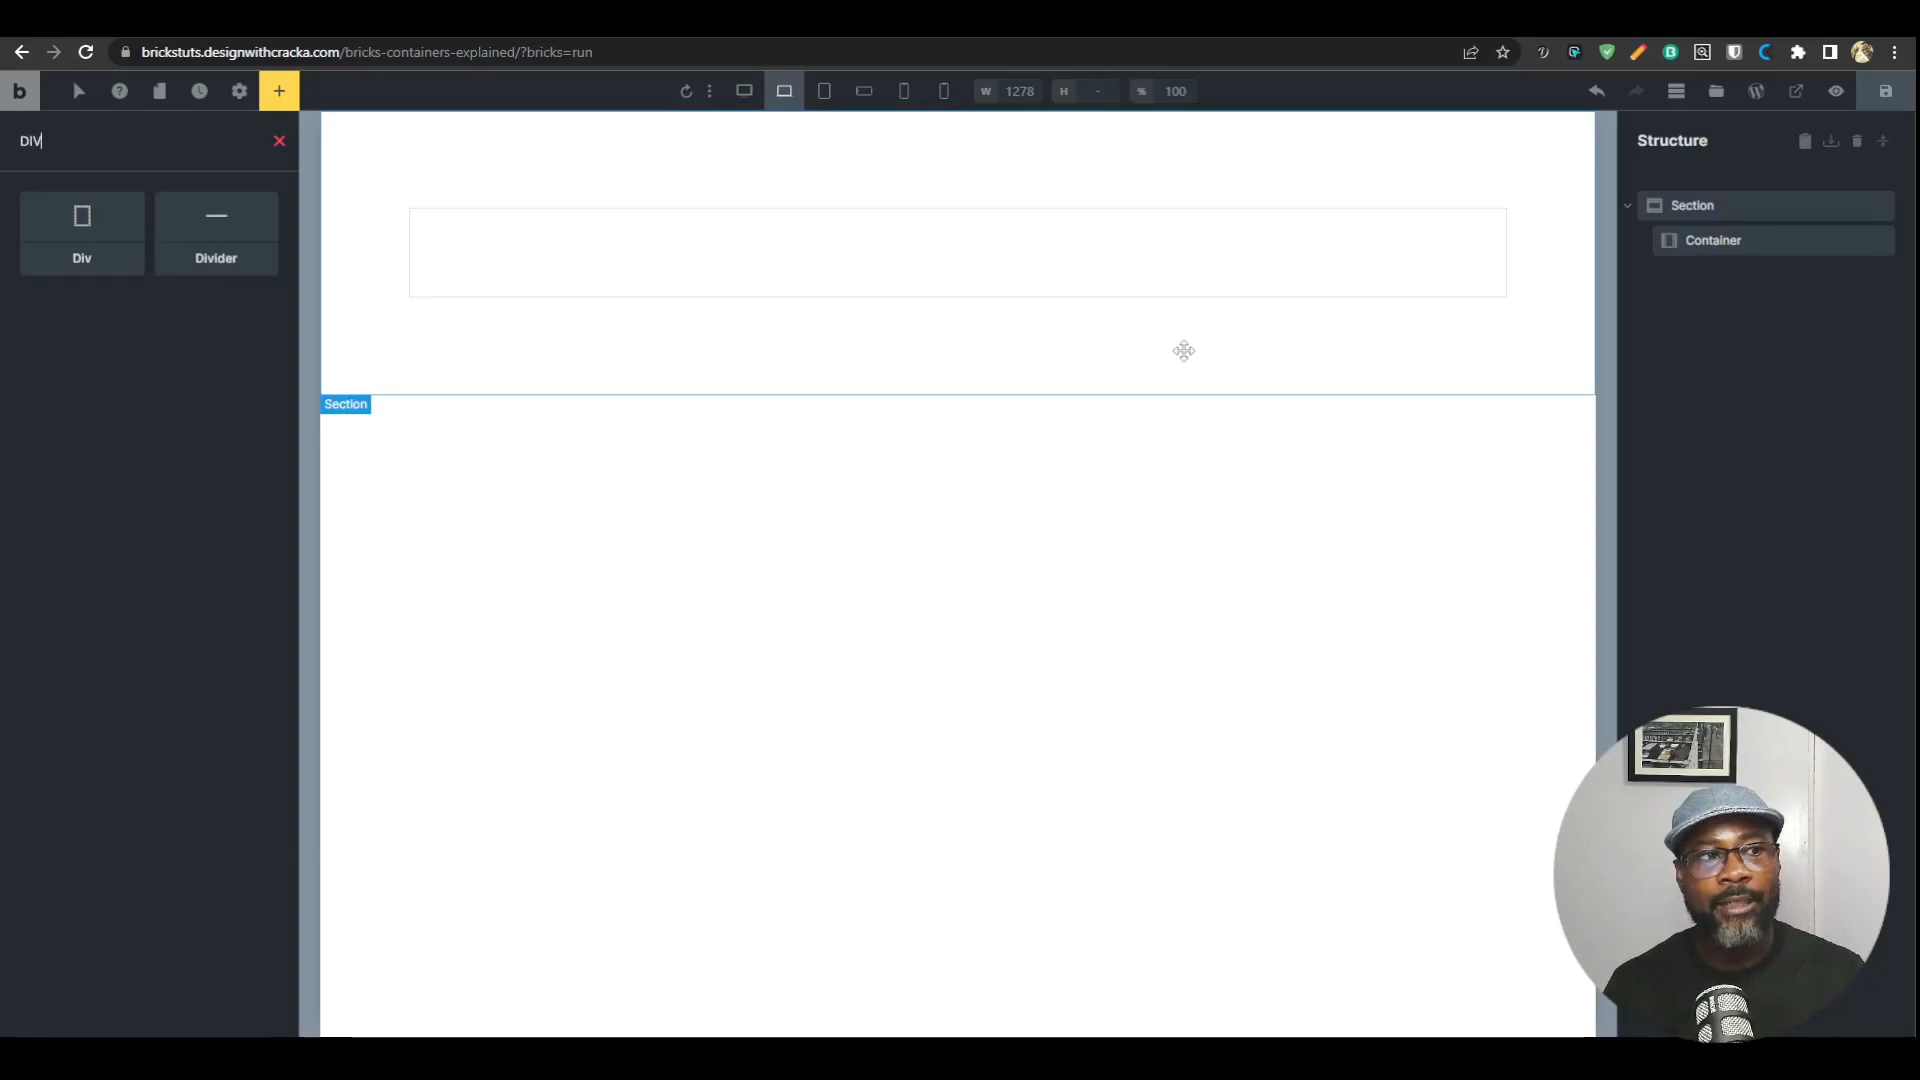 brickstuts.designwithcracka.com/bricks-containers-explained/?bricks=run
b
W 1278 H - % 100
DIV
Structure
Section
Container
Div
Divider
Section